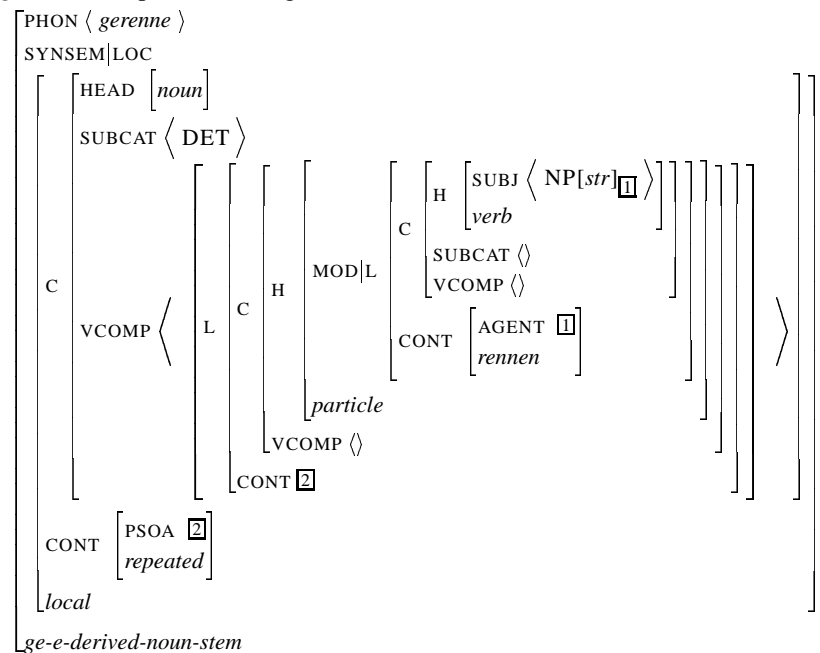 PHON ⟨ gerenne ⟩
SYNSEM|LOC
HEAD [noun]
SUBCAT ⟨ DET ⟩
H [SUBJ ⟨ NP[str]1 ⟩
verb]
C
SUBCAT ⟨⟩
MOD|L
VCOMP ⟨⟩
C
H
C
VCOMP ⟨ L
CONT [AGENT 1
rennen]
particle
VCOMP ⟨⟩
CONT 2
CONT [PSOA 2
repeated]
local
ge-e-derived-noun-stem